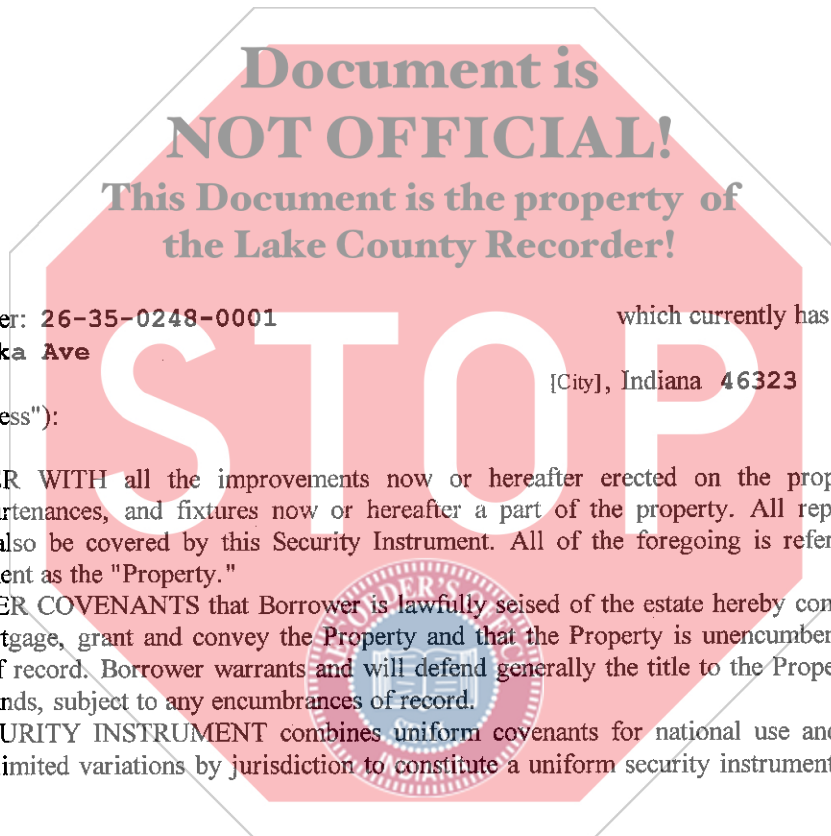 Document is
NOT OFFICIAL!
This Document is the property of
the Lake County Recorder!
er: 26-35-0248-0001 which currently has
ka Ave
[City], Indiana 46323
ess"):
STOP
ER WITH all the improvements now or hereafter erected on the prop
rtenances, and fixtures now or hereafter a part of the property. All rep
also be covered by this Security Instrument. All of the foregoing is refer
ent as the "Property."
ER COVENANTS that Borrower is lawfully seised of the estate hereby con
tgage, grant and convey the Property and that the Property is unencumber
f record. Borrower warrants and will defend generally the title to the Prope
nds, subject to any encumbrances of record.
URITY INSTRUMENT combines uniform covenants for national use and
limited variations by jurisdiction to constitute a uniform security instrument